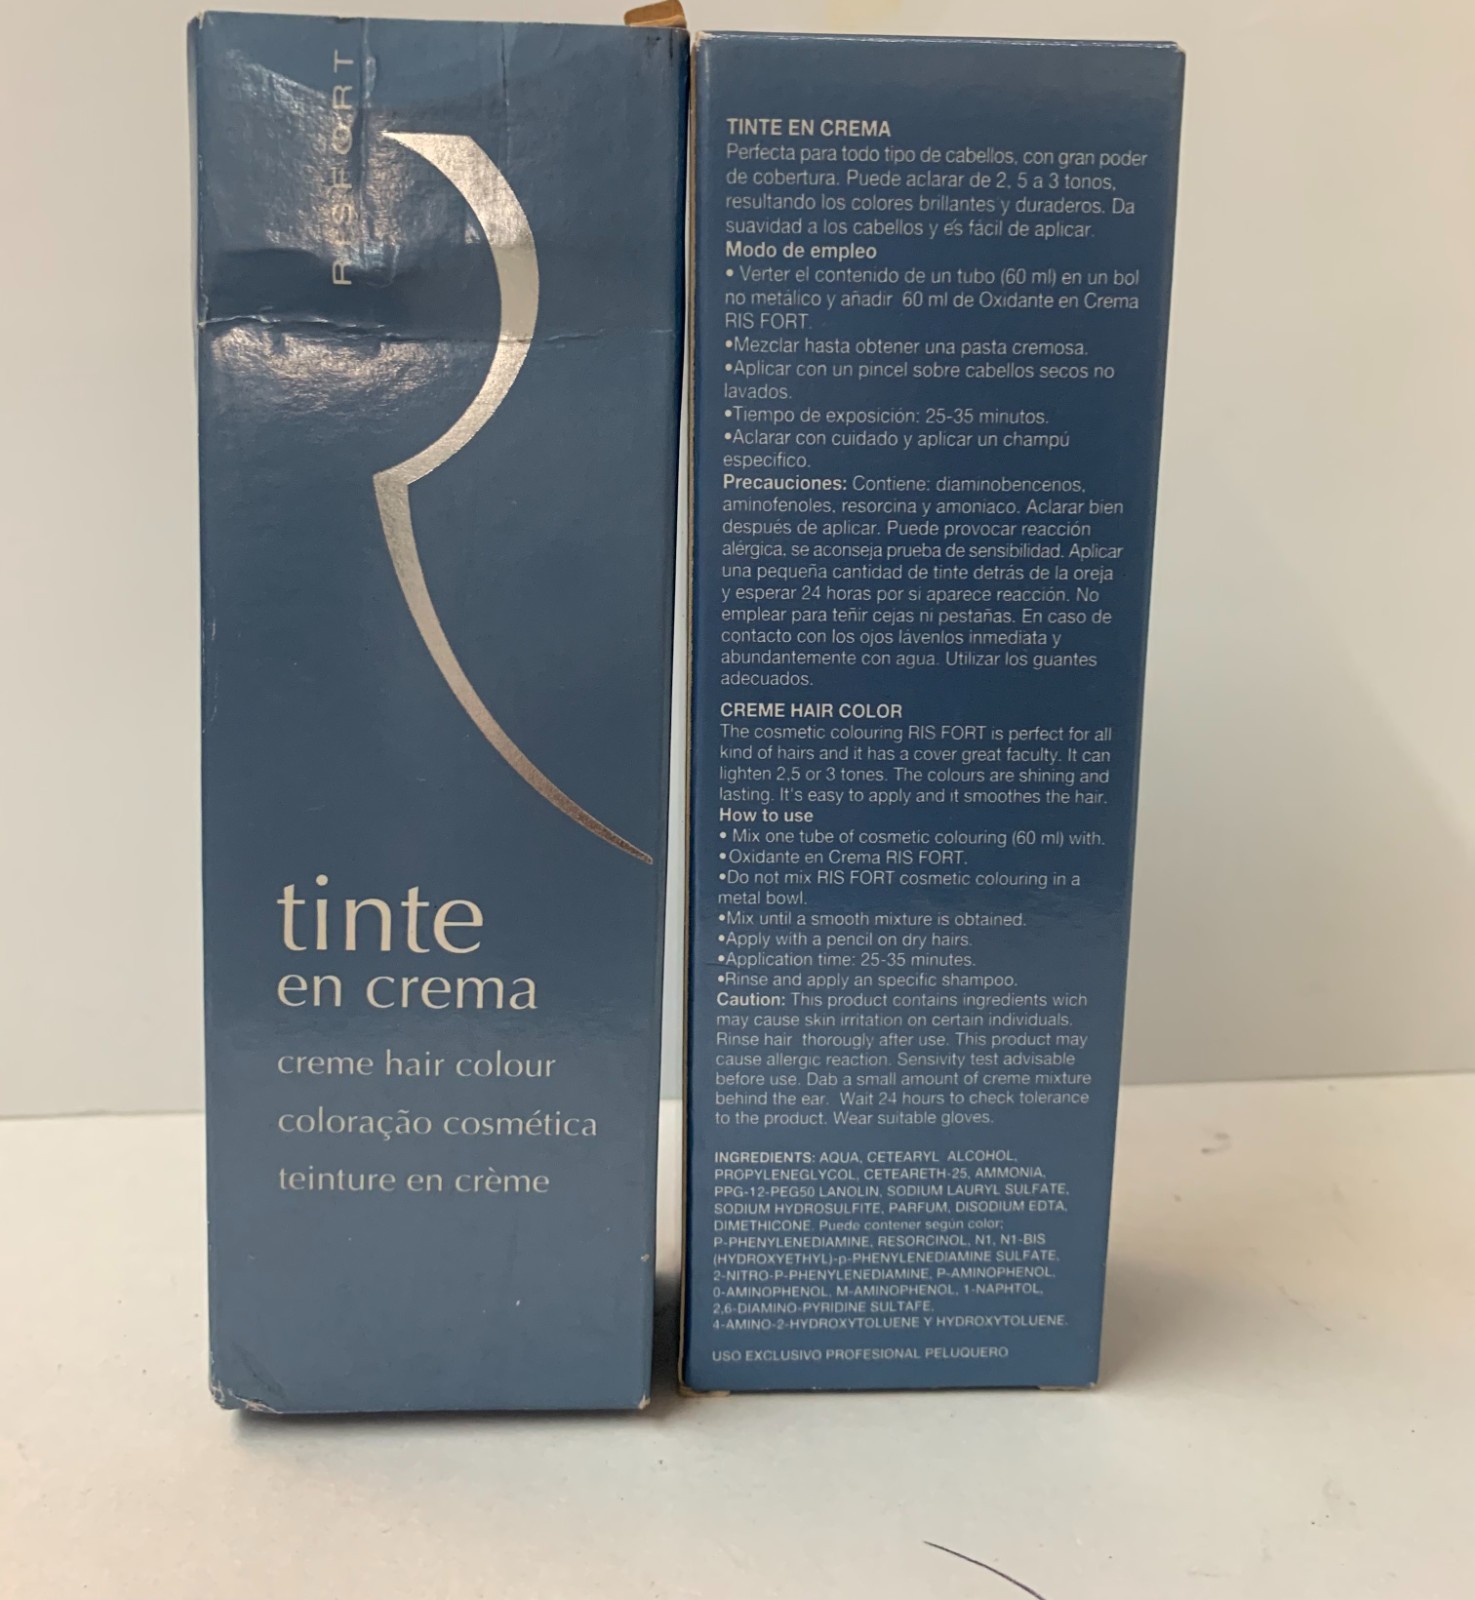 RISFORT
tinte
en crema
creme hair colour
coloração cosmética
teinture en crème
TINTE EN CREMA
Perfecta para todo tipo de cabellos, con gran poder
de cobertura. Puede aclarar de 2, 5 a 3 tonos,
resultando los colores brillantes y duraderos. Da
suavidad a los cabellos y es fácil de aplicar.
Modo de empleo
• Verter el contenido de un tubo (60 ml) en un bol
no metálico y añadir 60 ml de Oxidante en Crema
RIS FORT.
•Mezclar hasta obtener una pasta cremosa.
•Aplicar con un pincel sobre cabellos secos no
lavados.
•Tiempo de exposición: 25-35 minutos.
•Aclarar con cuidado y aplicar un champú
especifico.
Precauciones: Contiene: diaminobencenos,
aminofenoles, resorcina y amoniaco. Aclarar bien
después de aplicar. Puede provocar reacción
alérgica, se aconseja prueba de sensibilidad. Aplicar
una pequeña cantidad de tinte detrás de la oreja
y esperar 24 horas por si aparece reacción. No
emplear para teñir cejas ni pestañas. En caso de
contacto con los ojos lávenlos inmediata y
abundantemente con agua. Utilizar los guantes
adecuados.
CREME HAIR COLOR
The cosmetic colouring RIS FORT is perfect for all
kind of hairs and it has a cover great faculty. It can
lighten 2,5 or 3 tones. The colours are shining and
lasting. It's easy to apply and it smoothes the hair.
How to use
• Mix one tube of cosmetic colouring (60 ml) with.
•Oxidante en Crema RIS FORT.
•Do not mix RIS FORT cosmetic colouring in a
metal bowl.
•Mix until a smooth mixture is obtained.
•Apply with a pencil on dry hairs.
•Application time: 25-35 minutes.
•Rinse and apply an specific shampoo.
Caution: This product contains ingredients wich
may cause skin irritation on certain individuals.
Rinse hair thorougly after use. This product may
cause allergic reaction. Sensivity test advisable
before use. Dab a small amount of creme mixture
behind the ear. Wait 24 hours to check tolerance
to the product. Wear suitable gloves.
INGREDIENTS: AQUA, CETEARYL ALCOHOL,
PROPYLENEGLYCOL, CETEARETH-25, AMMONIA,
PPG-12-PEG50 LANOLIN, SODIUM LAURYL SULFATE,
SODIUM HYDROSULFITE, PARFUM, DISODIUM EDTA,
DIMETHICONE. Puede contener según color;
P-PHENYLENEDIAMINE, RESORCINOL, N1, N1-BIS
(HYDROXYETHYL)-p-PHENYLENEDIAMINE SULFATE,
2-NITRO-P-PHENYLENEDIAMINE, P-AMINOPHENOL,
0-AMINOPHENOL, M-AMINOPHENOL, 1-NAPHTOL,
2,6-DIAMINO-PYRIDINE SULTAFE,
4-AMINO-2-HYDROXYTOLUENE Y HYDROXYTOLUENE.
USO EXCLUSIVO PROFESIONAL PELUQUERO